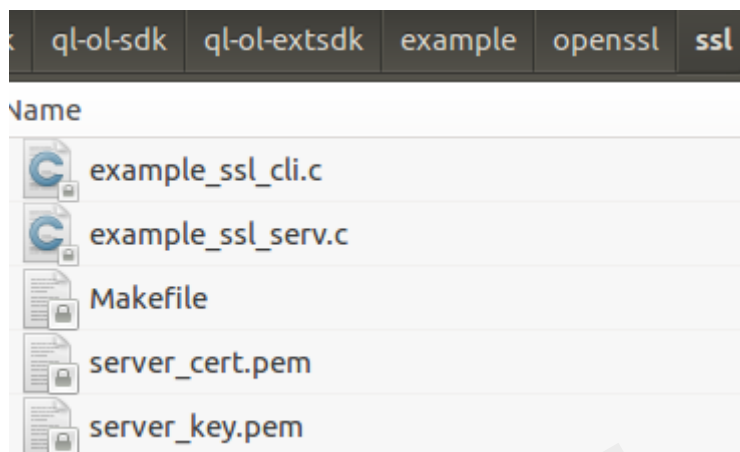 ql-ol-sdk ql-ol-extsdk example openssl ssl
Name
example_ssl_cli.c
example_ssl_serv.c
Makefile
server_cert.pem
server_key.pem